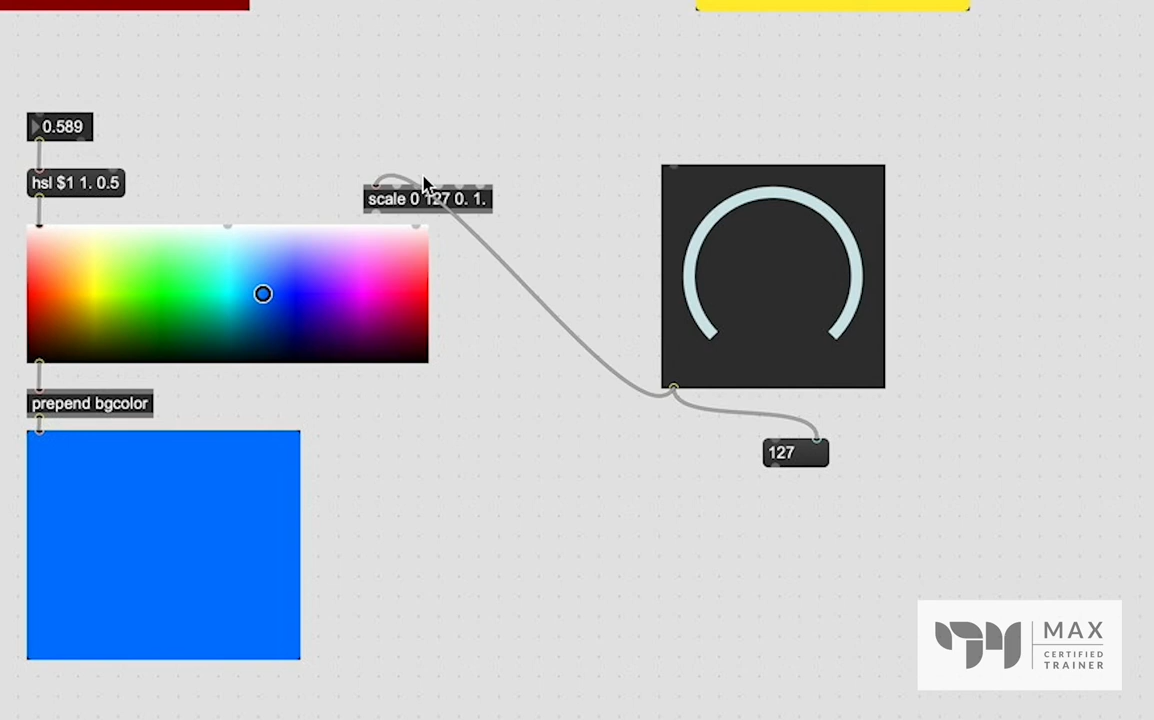 0.589
hsl $1 1. 0.5
scale 0 127 0. 1.
prepend bgcolor
127
MAX
CERTIFIED
TRAINER